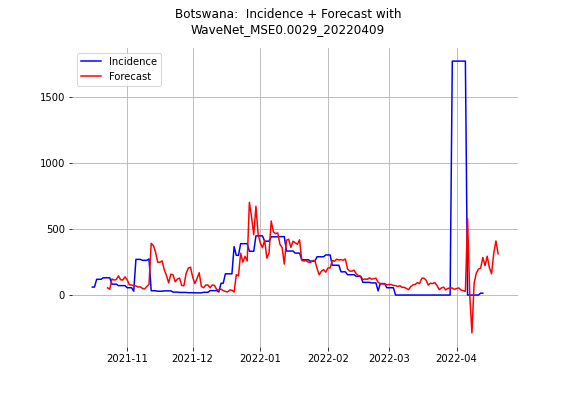 Botswana:  Incidence + Forecast with
WaveNet_MSE0.0029_20220409
Incidence
Forecast
1500
1000
500
0
2021-11
2021-12
2022-01
2022-02
2022-03
2022-04